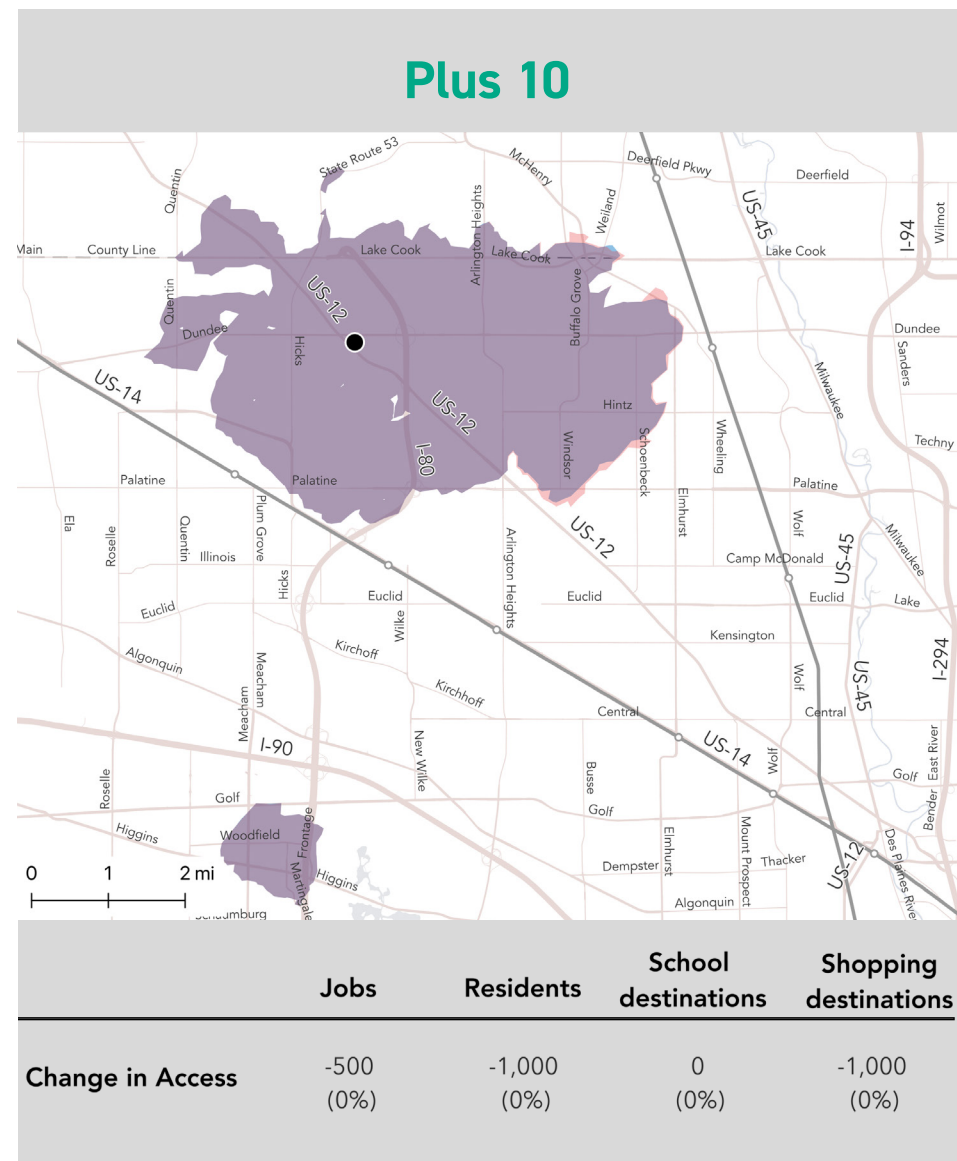 Plus 10
State Route 53
McHenry
Deerfield Pkwy
Deerfield
Quentin
Arlington Heights
Weiland
US-45
I-94
Wilmot
Main
County Line
Lake Cook
Lake Cook
Lake Cook
Quentin
US-12
Buffalo Grove
Dundee
Hicks
Dundee
Sanders
Milwaukee
US-14
US-12
Hintz
Windsor
Schoenbeck
Wheeling
Techny
I-80
Palatine
Palatine
Palatine
Ela
Roselle
Quentin
Plum Grove
Elmhurst
Wolf
US-12
Arlington Heights
Illinois
Hicks
Camp McDonald
US-45
Milwaukee
Euclid
Euclid
Euclid
Euclid
Lake
Wilke
Kensington
Kirchoff
Algonquin
Meacham
Wolf
US-45
I-294
Kirchhoff
Meacham
Central
Central
I-90
New Wilke
US-14
Wolf
East River
Roselle
Busse
Golf
Golf
Golf
Bender
Higgins
Woodfield
Frontage
Elmhurst
Mount Prospect
Des Plaines River
Dempster
Thacker
US-12
Martingale
Higgins
Algonquin
0 1 2 mi
Jobs Residents School destinations Shopping destinations
Change in Access -500 -1,000 0 -1,000
(0%) (0%) (0%) (0%)